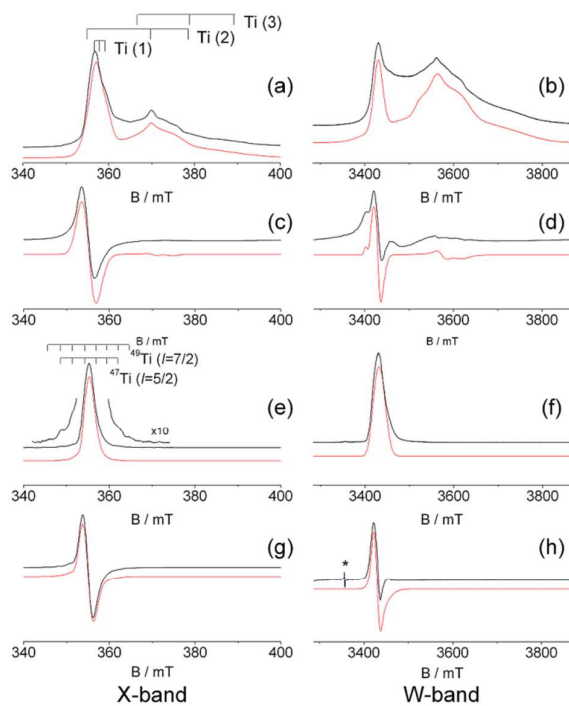 Ti (3)
Ti (2)
Ti (1)
(a) (b)
340 360 380 400 3400 3600 3800
B / mT B / mT
(c) (d)
340 360 380 400 3400 3600 3800
B / mT B / mT
B / mT
⁴⁹Ti (I=7/2)
⁴⁷Ti (I=5/2)
(e) (f)
x10
340 360 380 400 3400 3600 3800
B / mT B / mT
(g) (h)
*
340 360 380 400 3400 3600 3800
X-band W-band